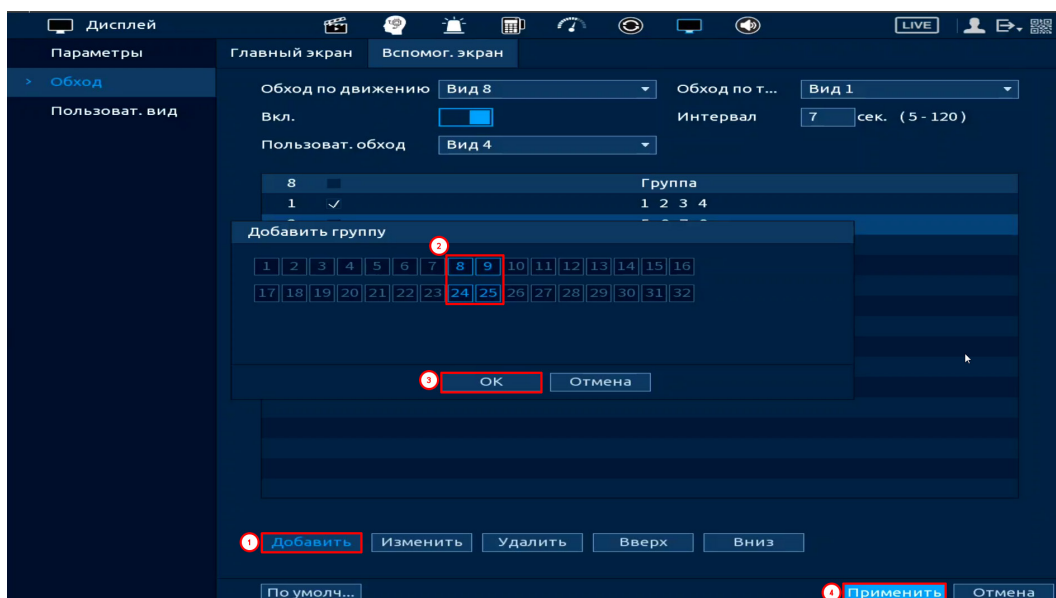 Дисплей LIVE
Параметры Главный экран Вспомог. экран
> Обход
Пользоват. вид
Обход по движению Вид 8 Обход по т... Вид 1
Вкл. Интервал 7 сек. (5 - 120)
Пользоват. обход Вид 4
8 Группа
1 1 2 3 4
Добавить группу
2
1 2 3 4 5 6 7 8 9 10 11 12 13 14 15 16
17 18 19 20 21 22 23 24 25 26 27 28 29 30 31 32
3 OK Отмена
1 Добавить Изменить Удалить Вверх Вниз
По умолч... 4 Применить Отмена